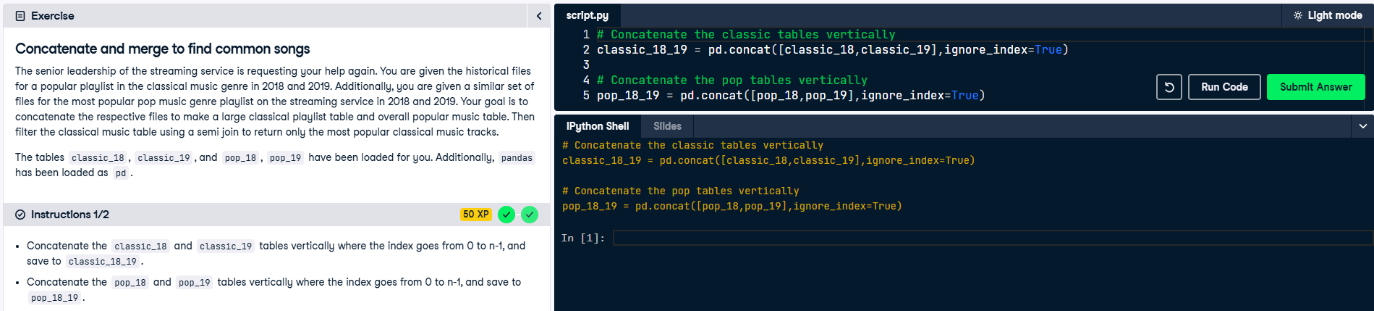 Exercise
Concatenate and merge to find common songs
The senior leadership of the streaming service is requesting your help again. You are given the historical files
for a popular playlist in the classical music genre in 2018 and 2019. Additionally, you are given a similar set of
files for the most popular pop music genre playlist on the streaming service in 2018 and 2019. Your goal is to
concatenate the respective files to make a large classical playlist table and overall popular music table. Then
filter the classical music table using a semi join to return only the most popular classical music tracks.
The tables classic_18, classic_19, and pop_18, pop_19 have been loaded for you. Additionally, pandas
has been loaded as pd.
Instructions 1/2
50 XP
• Concatenate the classic_18 and classic_19 tables vertically where the index goes from 0 to n-1, and
save to classic_18_19.
• Concatenate the pop_18 and pop_19 tables vertically where the index goes from 0 to n-1, and save to
pop_18_19.
script.py
Light mode
1 # Concatenate the classic tables vertically
2 classic_18_19 = pd.concat([classic_18,classic_19],ignore_index=True)
3
4 # Concatenate the pop tables vertically
5 pop_18_19 = pd.concat([pop_18,pop_19],ignore_index=True)
Run Code
Submit Answer
IPython Shell
Slides
# Concatenate the classic tables vertically
classic_18_19 = pd.concat([classic_18,classic_19],ignore_index=True)
# Concatenate the pop tables vertically
pop_18_19 = pd.concat([pop_18,pop_19],ignore_index=True)
In [1]: